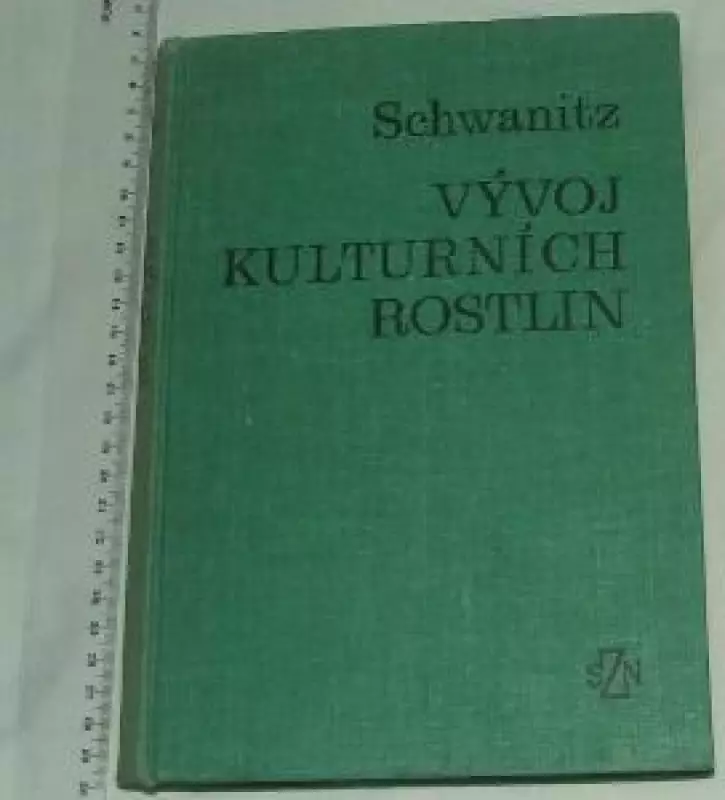 Schwanitz
VÝVOJ
KULTURNÍCH
ROSTLIN
SZN